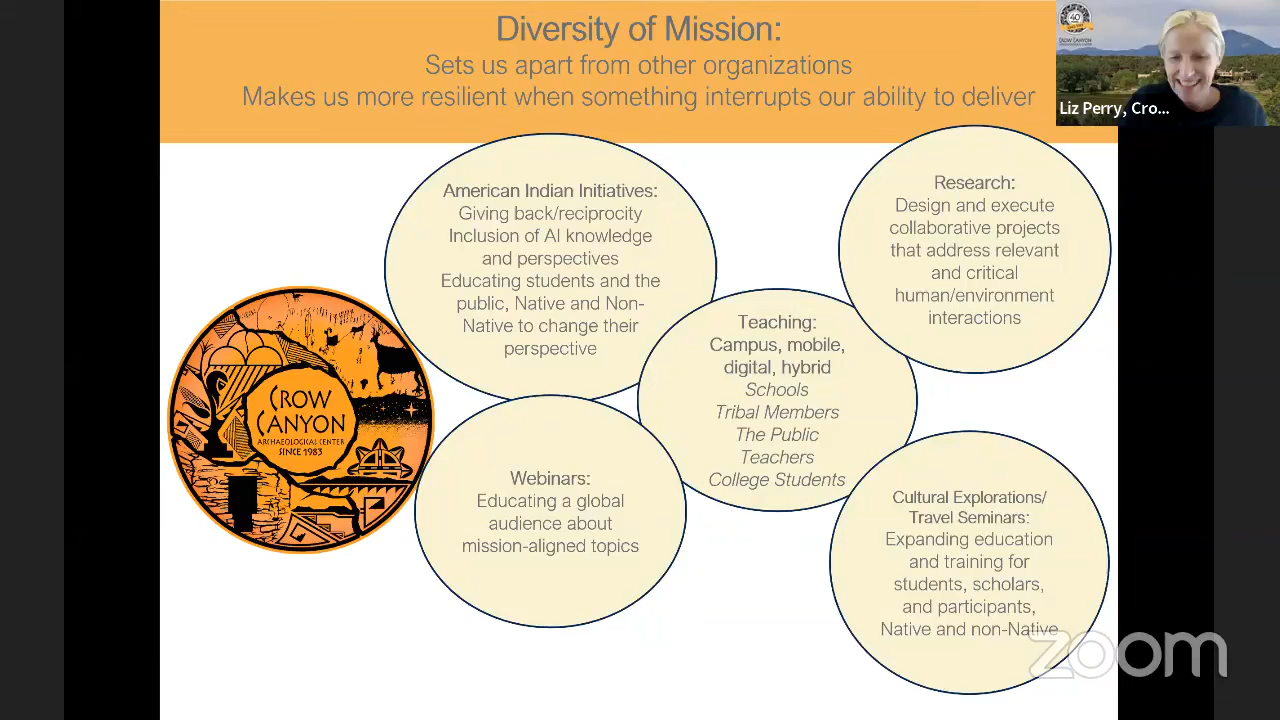 Diversity of Mission:
Sets us apart from other organizations
Makes us more resilient when something interrupts our ability to deliver
40
CROW CANYON
Liz Perry, Cro...
American Indian Initiatives:
Giving back/reciprocity
Inclusion of AI knowledge
and perspectives
Educating students and the
public, Native and Non-
Native to change their
perspective
Research:
Design and execute
collaborative projects
that address relevant
and critical
human/environment
interactions
Teaching:
Campus, mobile,
digital, hybrid
Schools
Tribal Members
The Public
Teachers
College Students
CROW
CANYON
ARCHAEOLOGICAL CENTER
SINCE 1983
Webinars:
Educating a global
audience about
mission-aligned topics
Cultural Explorations/
Travel Seminars:
Expanding education
and training for
students, scholars,
and participants,
Native and non-Native
zoom